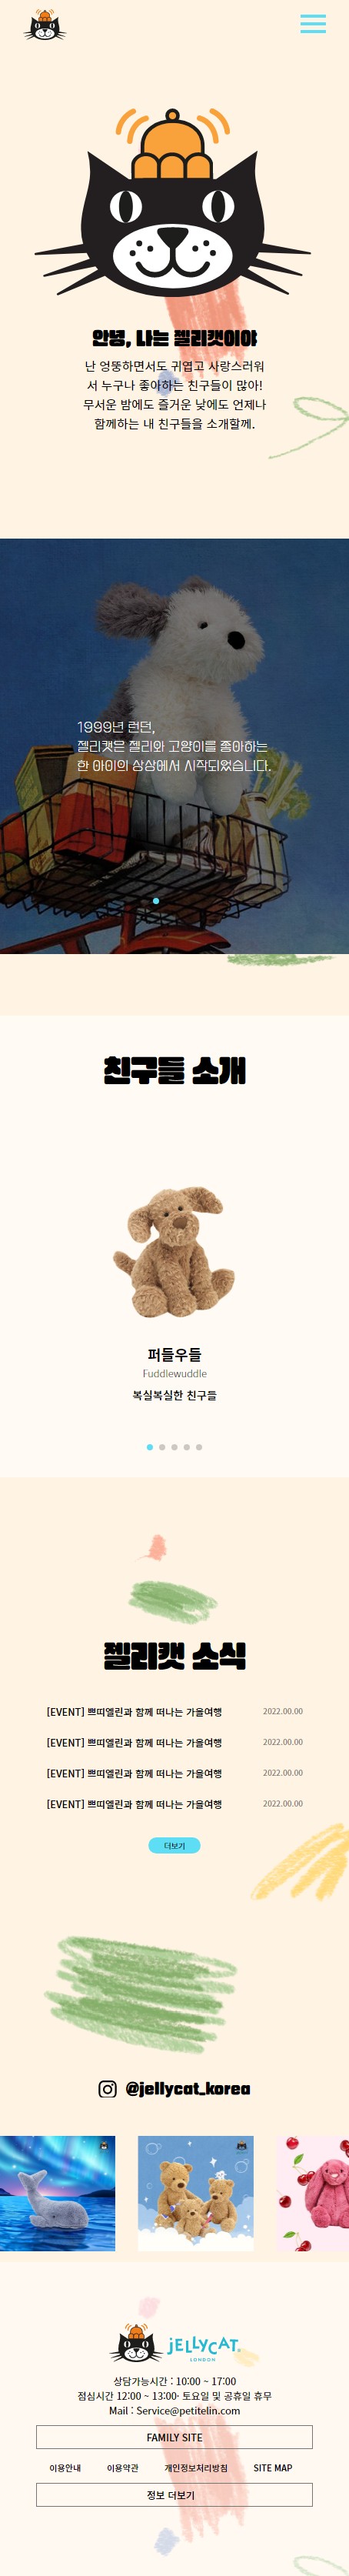 안녕, 나는 젤리캣이야
난 엉뚱하면서도 귀엽고 사랑스러워
서 누구나 좋아하는 친구들이 많아!
무서운 밤에도 즐거운 낮에도 언제나
함께하는 내 친구들을 소개할께.
1999년 런던,
젤리캣은 젤리와 고양이를 좋아하는
한 아이의 상상에서 시작되었습니다.
친구들 소개
퍼들우들
Fuddlewuddle
복실복실한 친구들
젤리캣 소식
[EVENT] 쁘띠엘린과 함께 떠나는 가을여행 2022.00.00
[EVENT] 쁘띠엘린과 함께 떠나는 가을여행 2022.00.00
[EVENT] 쁘띠엘린과 함께 떠나는 가을여행 2022.00.00
[EVENT] 쁘띠엘린과 함께 떠나는 가을여행 2022.00.00
더보기
@jellycat_korea
JELLYCAT
LONDON
상담가능시간 : 10:00 ~ 17:00
점심시간 12:00 ~ 13:00· 토요일 및 공휴일 휴무
Mail : Service@petitelin.com
FAMILY SITE
이용안내 이용약관 개인정보처리방침 SITE MAP
정보 더보기